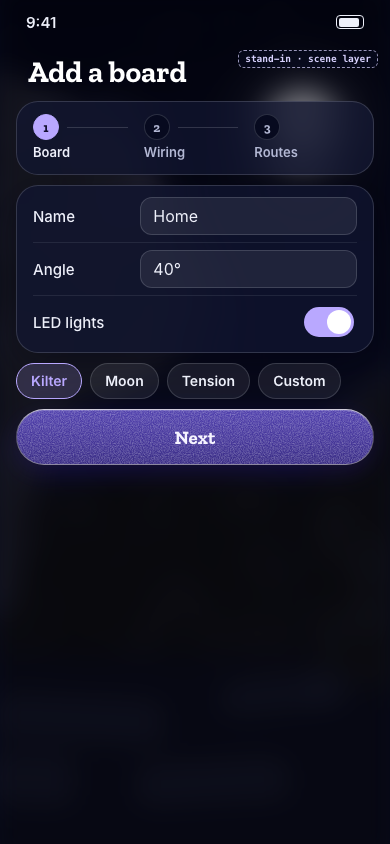 9:41
stand-in · scene layer
Add a board
1 2 3
Board Wiring Routes
Name Home
Angle 40°
LED lights
Kilter Moon Tension Custom
Next